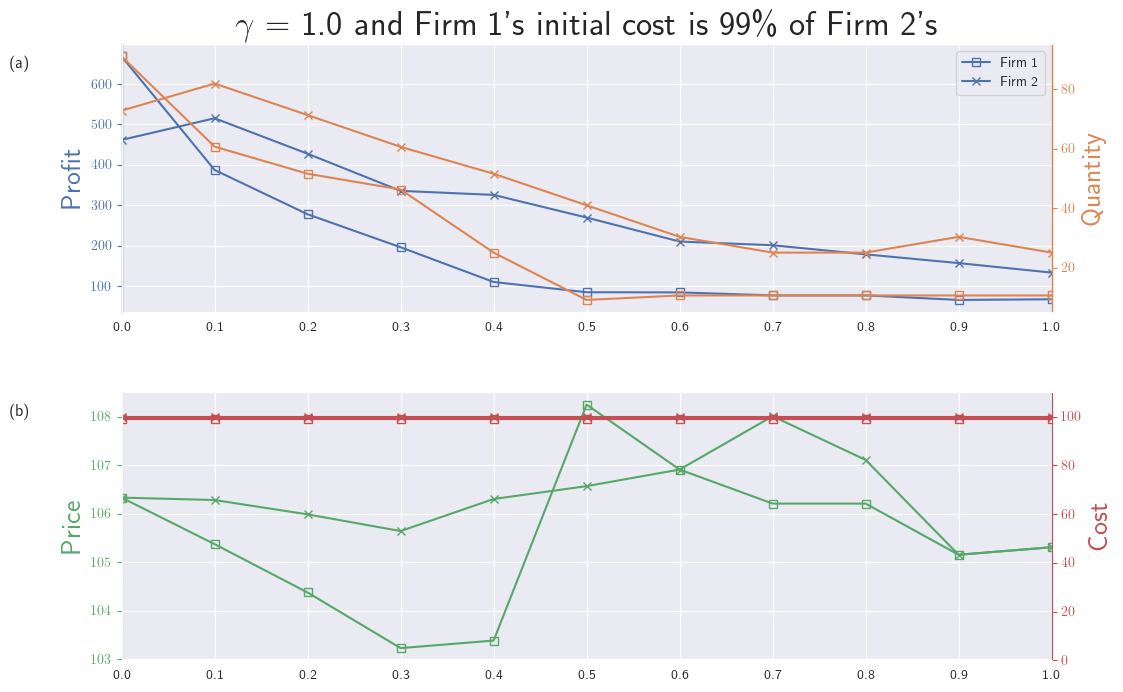 γ = 1.0 and Firm 1's initial cost is 99% of Firm 2's
(a)
Firm 1
Firm 2
Profit
600
500
400
300
200
100
80
60
40
20
Quantity
0.0 0.1 0.2 0.3 0.4 0.5 0.6 0.7 0.8 0.9 1.0
(b)
Price
108
107
106
105
104
103
100
80
60
40
20
0
Cost
0.0 0.1 0.2 0.3 0.4 0.5 0.6 0.7 0.8 0.9 1.0